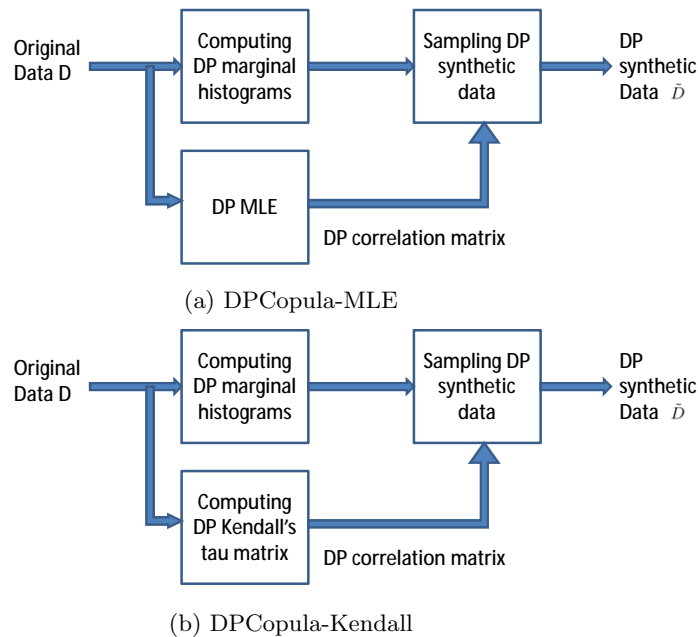 Original
Data D
Computing
DP marginal
histograms
Sampling DP
synthetic
data
DP
synthetic
Data D̃
DP MLE
DP correlation matrix
(a) DPCopula-MLE
Original
Data D
Computing
DP marginal
histograms
Sampling DP
synthetic
data
DP
synthetic
Data D̃
Computing
DP Kendall's
tau matrix
DP correlation matrix
(b) DPCopula-Kendall